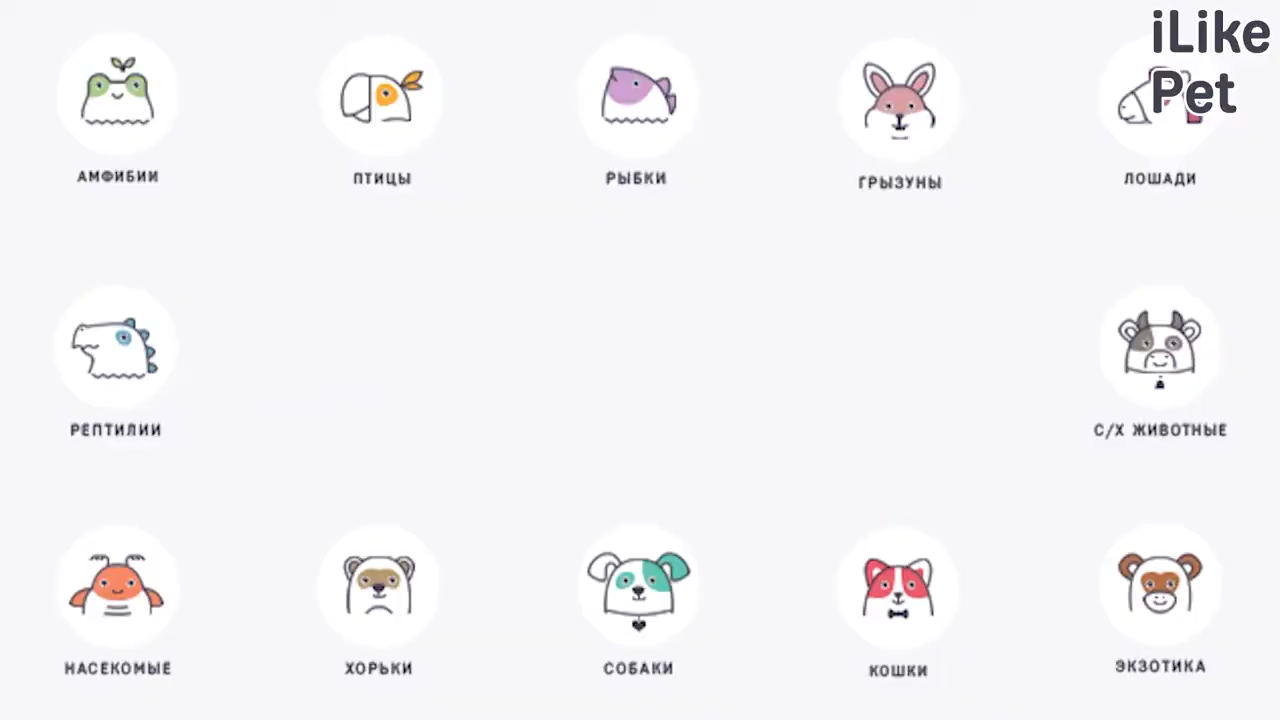 iLike
Pet
АМФИБИИ
ПТИЦЫ
РЫБКИ
ГРЫЗУНЫ
ЛОШАДИ
РЕПТИЛИИ
С/Х ЖИВОТНЫЕ
НАСЕКОМЫЕ
ХОРЬКИ
СОБАКИ
КОШКИ
ЭКЗОТИКА